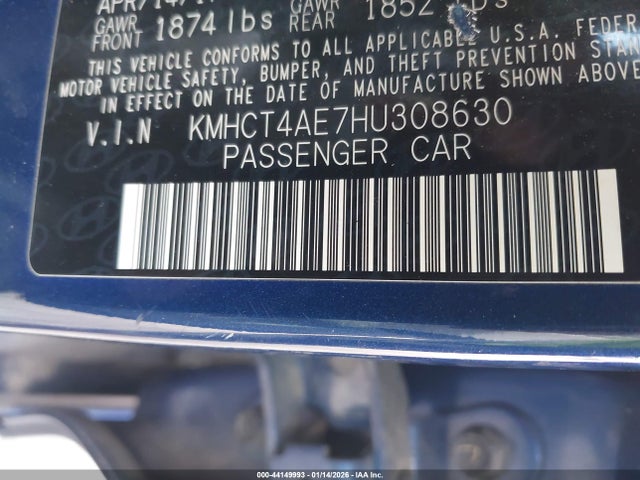 GAWR FRONT 1874 lbs GAWR REAR 1852
THIS VEHICLE CONFORMS TO ALL APPLICABLE U.S.A. FEDER
MOTOR VEHICLE SAFETY, BUMPER, AND THEFT PREVENTION STAN
IN EFFECT ON THE DATE OF MANUFACTURE SHOWN ABOVE
V.I.N KMHCT4AE7HU308630
PASSENGER CAR
000-44149993 - 01/14/2026 - IAA Inc.